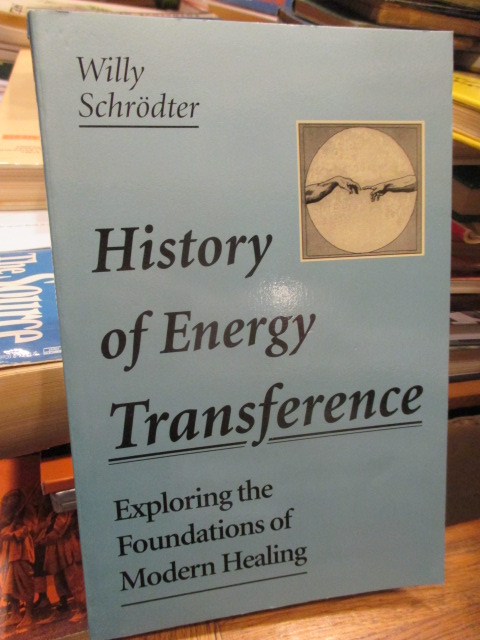 Willy
Schrödter
History
of Energy
Transference
Exploring the
Foundations of
Modern Healing
The
Source